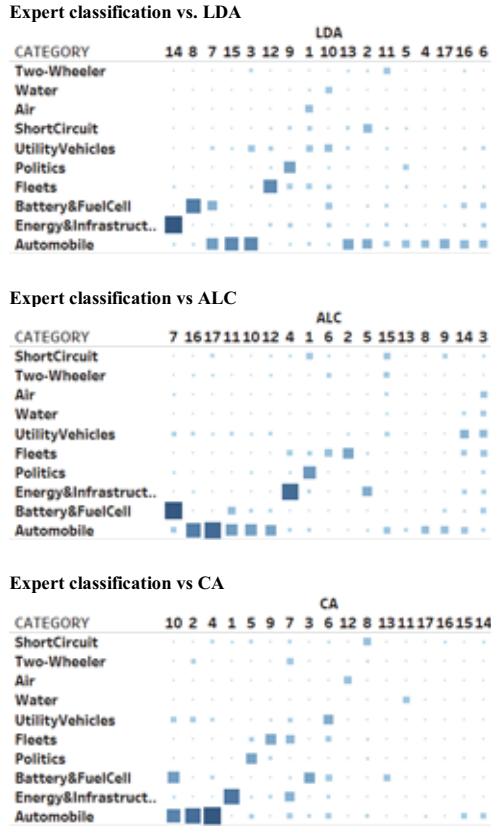 Expert classification vs. LDA
LDA
CATEGORY 14 8 7 15 3 12 9 1 10 13 2 11 5 4 17 16 6
Two-Wheeler
Water
Air
ShortCircuit
UtilityVehicles
Politics
Fleets
Battery&FuelCell
Energy&Infrastruct..
Automobile
Expert classification vs ALC
ALC
CATEGORY 7 16 17 11 10 12 4 1 6 2 5 15 13 8 9 14 3
ShortCircuit
Two-Wheeler
Air
Water
UtilityVehicles
Fleets
Politics
Energy&Infrastruct..
Battery&FuelCell
Automobile
Expert classification vs CA
CA
CATEGORY 10 2 4 1 5 9 7 3 6 12 8 13 11 17 16 15 14
ShortCircuit
Two-Wheeler
Air
Water
UtilityVehicles
Fleets
Politics
Battery&FuelCell
Energy&Infrastruct..
Automobile